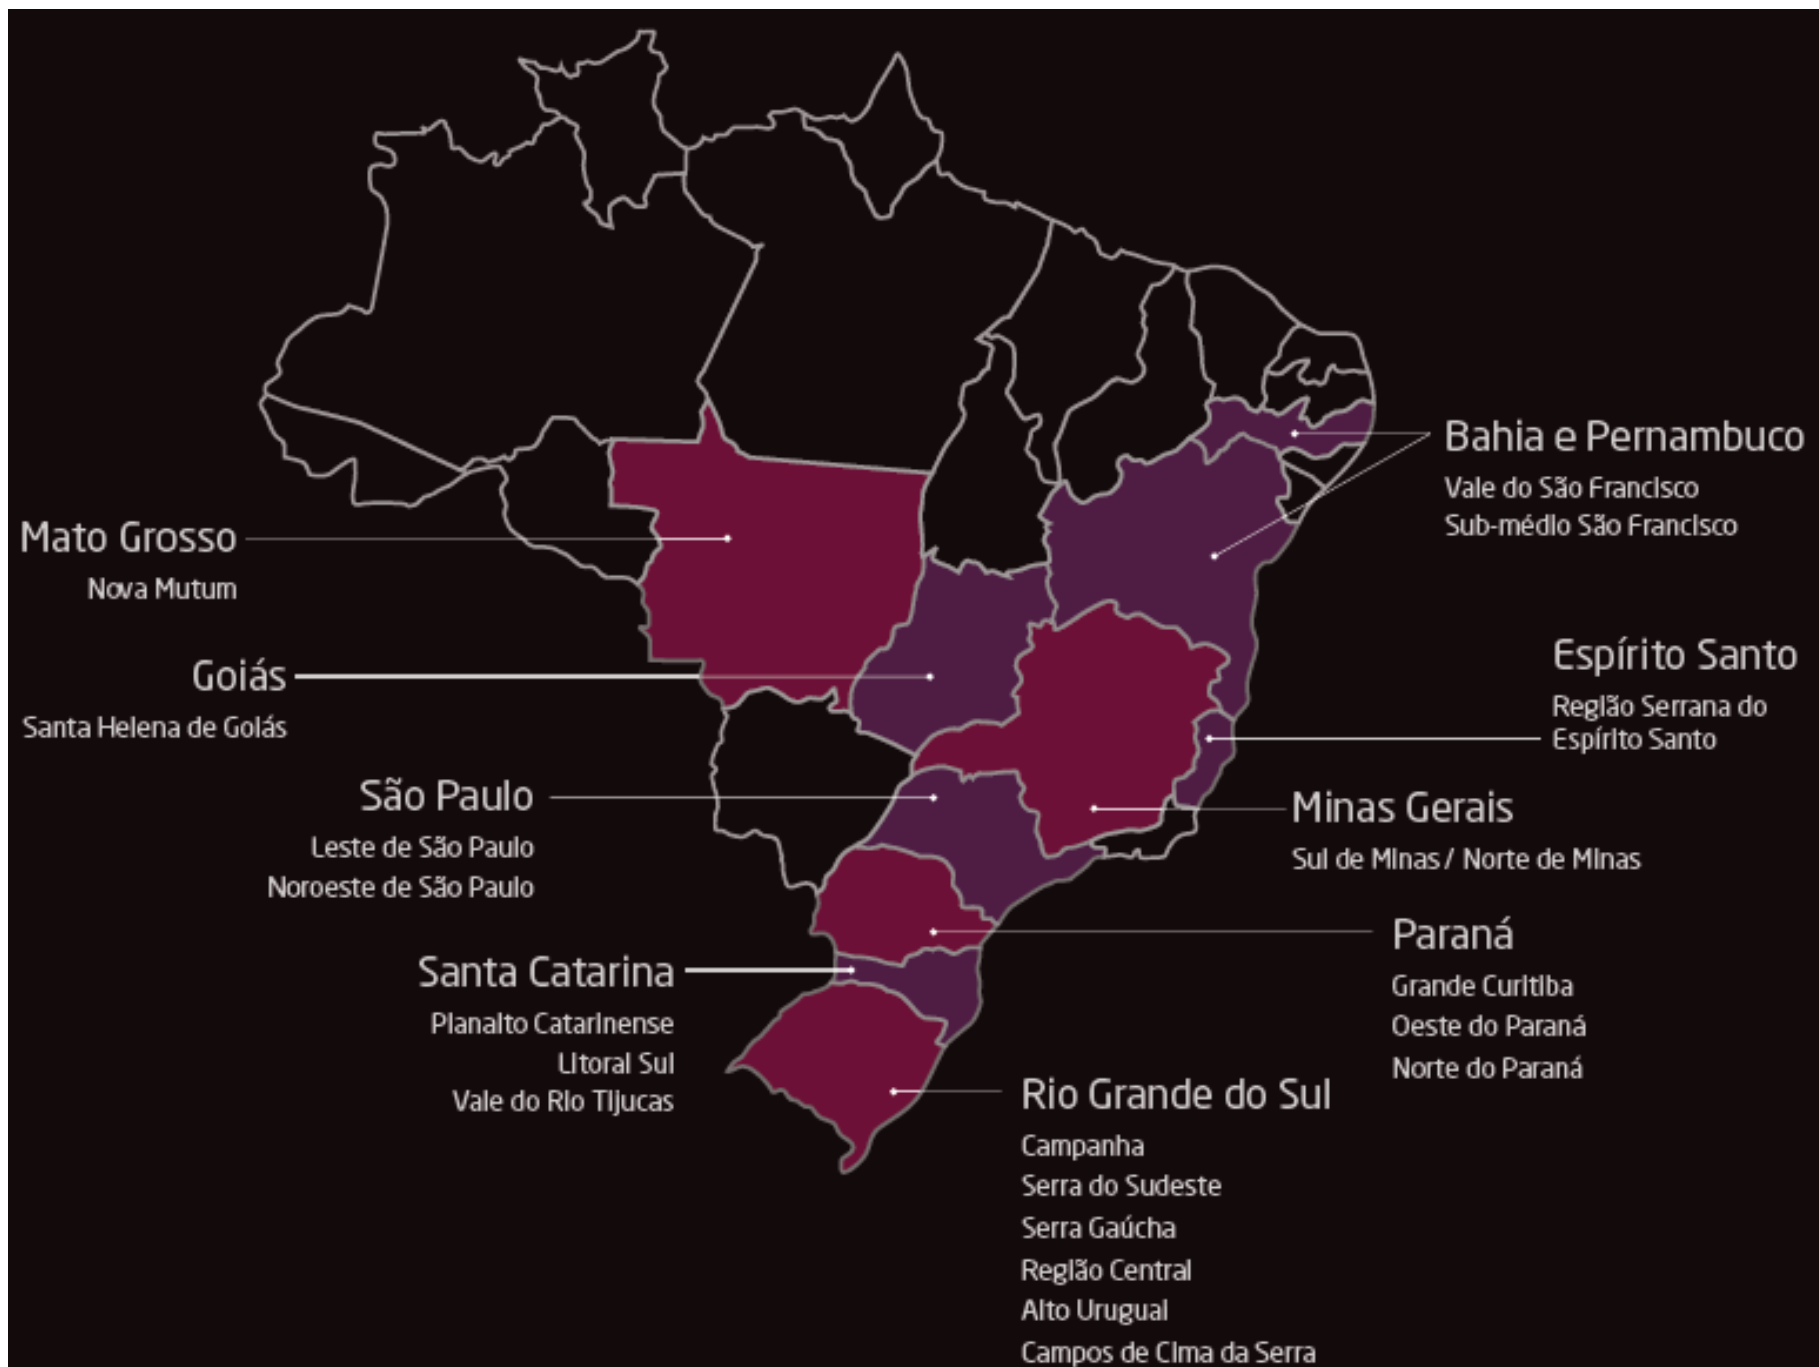 Bahia e Pernambuco
Vale do São Francisco
Sub-médio São Francisco
Mato Grosso
Nova Mutum
Espírito Santo
Região Serrana do
Espírito Santo
Goiás
Santa Helena de Goiás
São Paulo
Leste de São Paulo
Noroeste de São Paulo
Minas Gerais
Sul de Minas / Norte de Minas
Paraná
Grande Curitiba
Oeste do Paraná
Norte do Paraná
Santa Catarina
Planalto Catarinense
Litoral Sul
Vale do Rio Tijucas
Rio Grande do Sul
Campanha
Serra do Sudeste
Serra Gaúcha
Região Central
Alto Uruguai
Campos de Cima da Serra